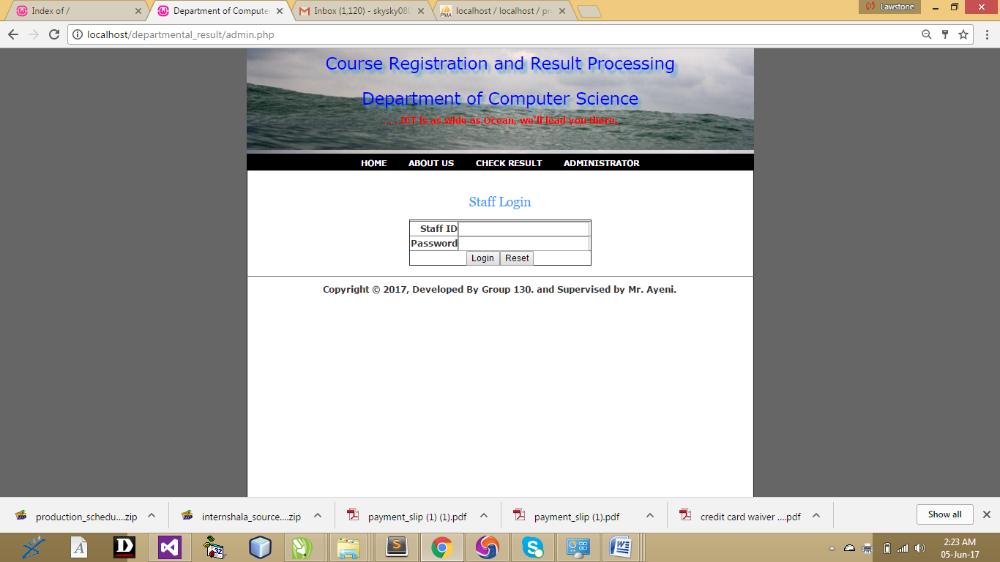 Index of /
Department of Compute
Inbox (1,120) - skysky080
localhost / localhost / pr
Lawstone
localhost/departmental_result/admin.php
Course Registration and Result Processing
Department of Computer Science
. . . . ICT is as wide as Ocean, we'll lead you there.
HOME ABOUT US CHECK RESULT ADMINISTRATOR
Staff Login
Staff ID
Password
Login Reset
Copyright © 2017, Developed By Group 130. and Supervised by Mr. Ayeni.
production_schedu....zip
internshala_source....zip
payment_slip (1) (1).pdf
payment_slip (1).pdf
credit card waiver ....pdf
Show all
2:23 AM
05-Jun-17